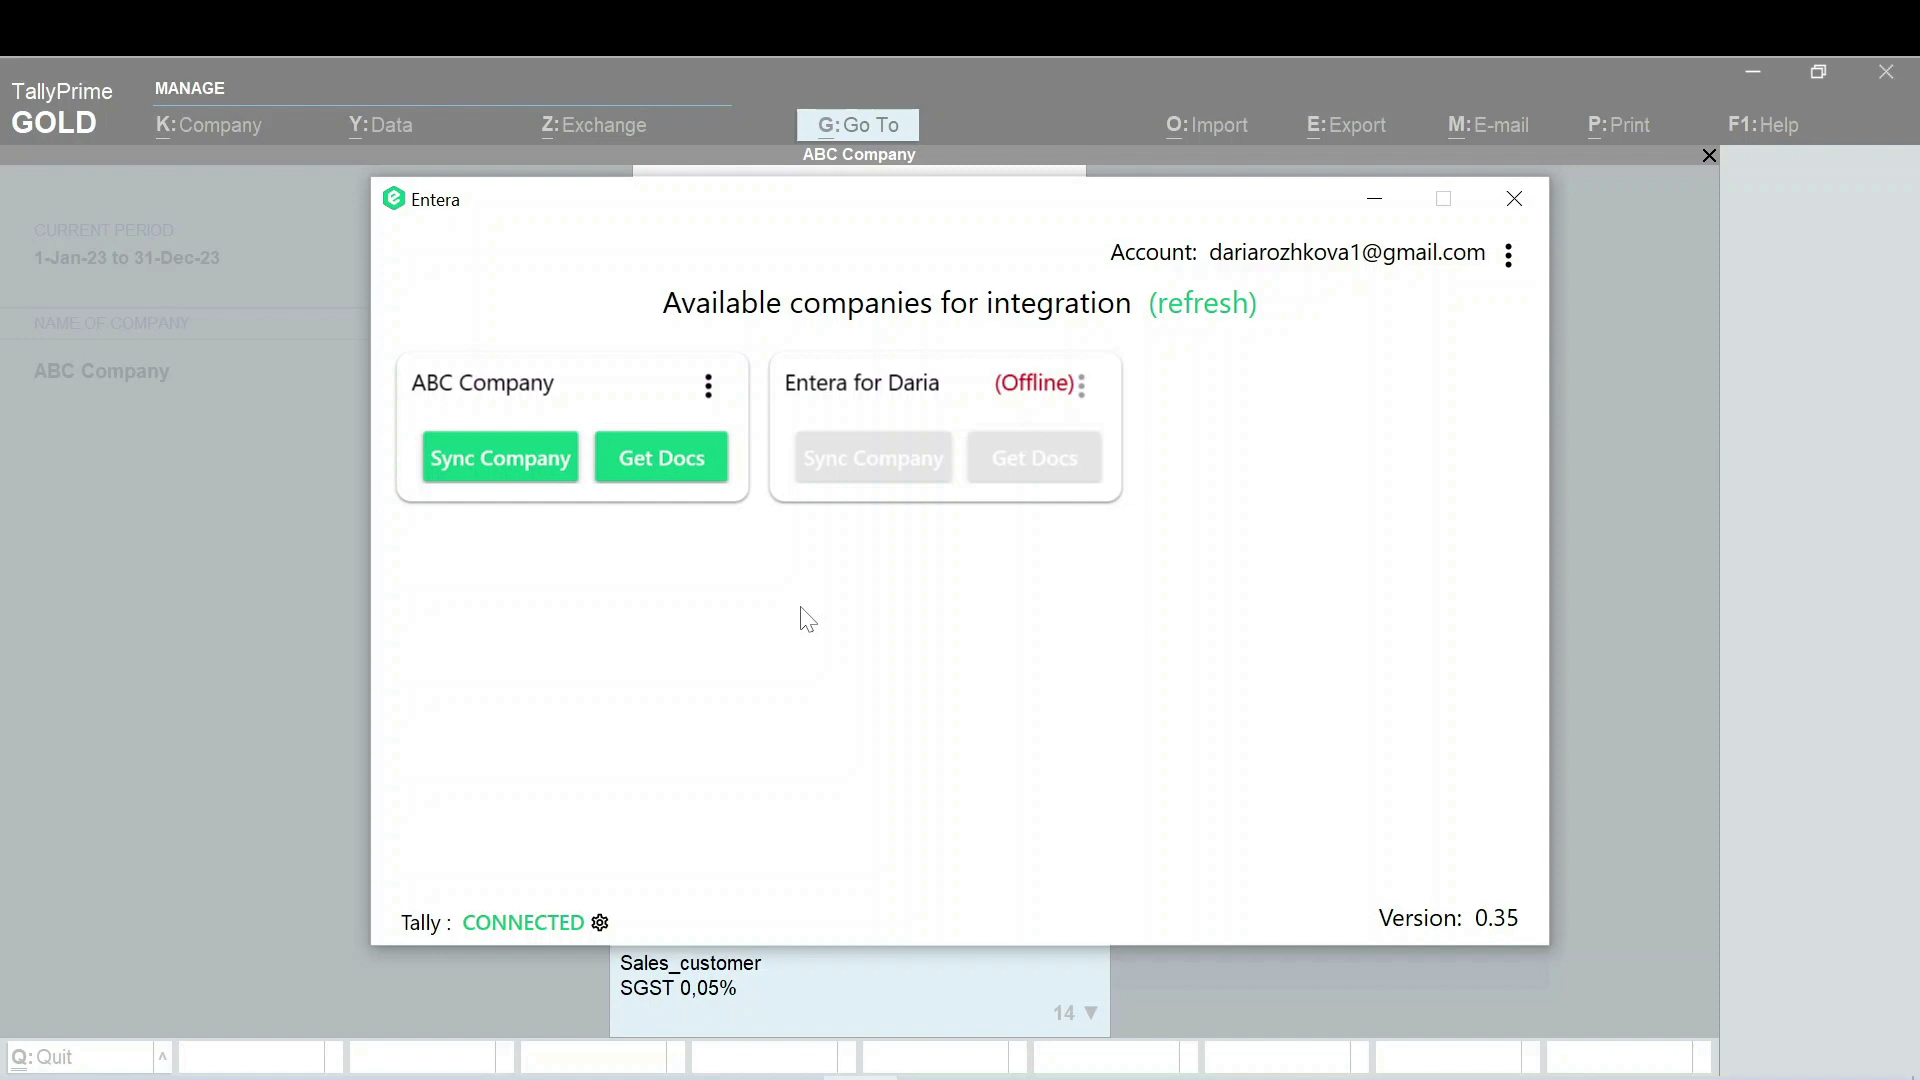 TallyPrime
GOLD
MANAGE
K: Company
Y: Data
Z: Exchange
G: Go To
O: Import
E: Export
M: E-mail
P: Print
F1: Help
ABC Company
CURRENT PERIOD
1-Jan-23 to 31-Dec-23
NAME OF COMPANY
ABC Company
Entera
Account: dariarozhkova1@gmail.com
Available companies for integration (refresh)
ABC Company
Sync Company
Get Docs
Entera for Daria (Offline)
Sync Company
Get Docs
Tally : CONNECTED
Version: 0.35
Sales_customer
SGST 0,05%
14 ▼
Q: Quit